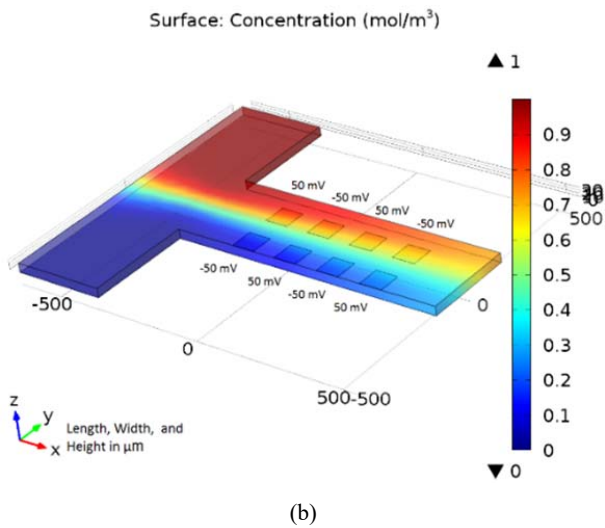 Surface: Concentration (mol/m³)
▲ 1
0.9
0.8
0.7
0.6
0.5
0.4
0.3
0.2
0.1
0
▼ 0
500
0
50 mV
-50 mV
50 mV
-50 mV
-50 mV
50 mV
-50 mV
50 mV
-500
0
500-500
z
y
x
Length, Width, and
Height in µm
(b)